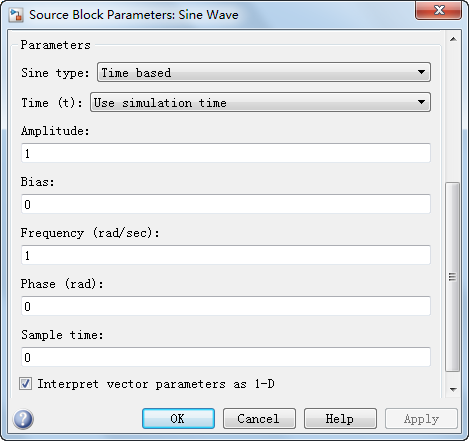 Source Block Parameters: Sine Wave
Parameters
Sine type: Time based
Time (t): Use simulation time
Amplitude:
1
Bias:
0
Frequency (rad/sec):
1
Phase (rad):
0
Sample time:
0
Interpret vector parameters as 1-D
? OK Cancel Help Apply